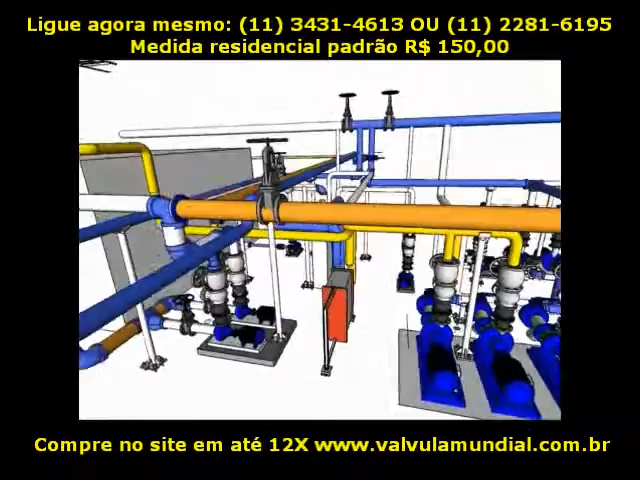 Ligue agora mesmo: (11) 3431-4613 OU (11) 2281-6195
Medida residencial padrão R$ 150,00
Compre no site em até 12X www.valvulamundial.com.br